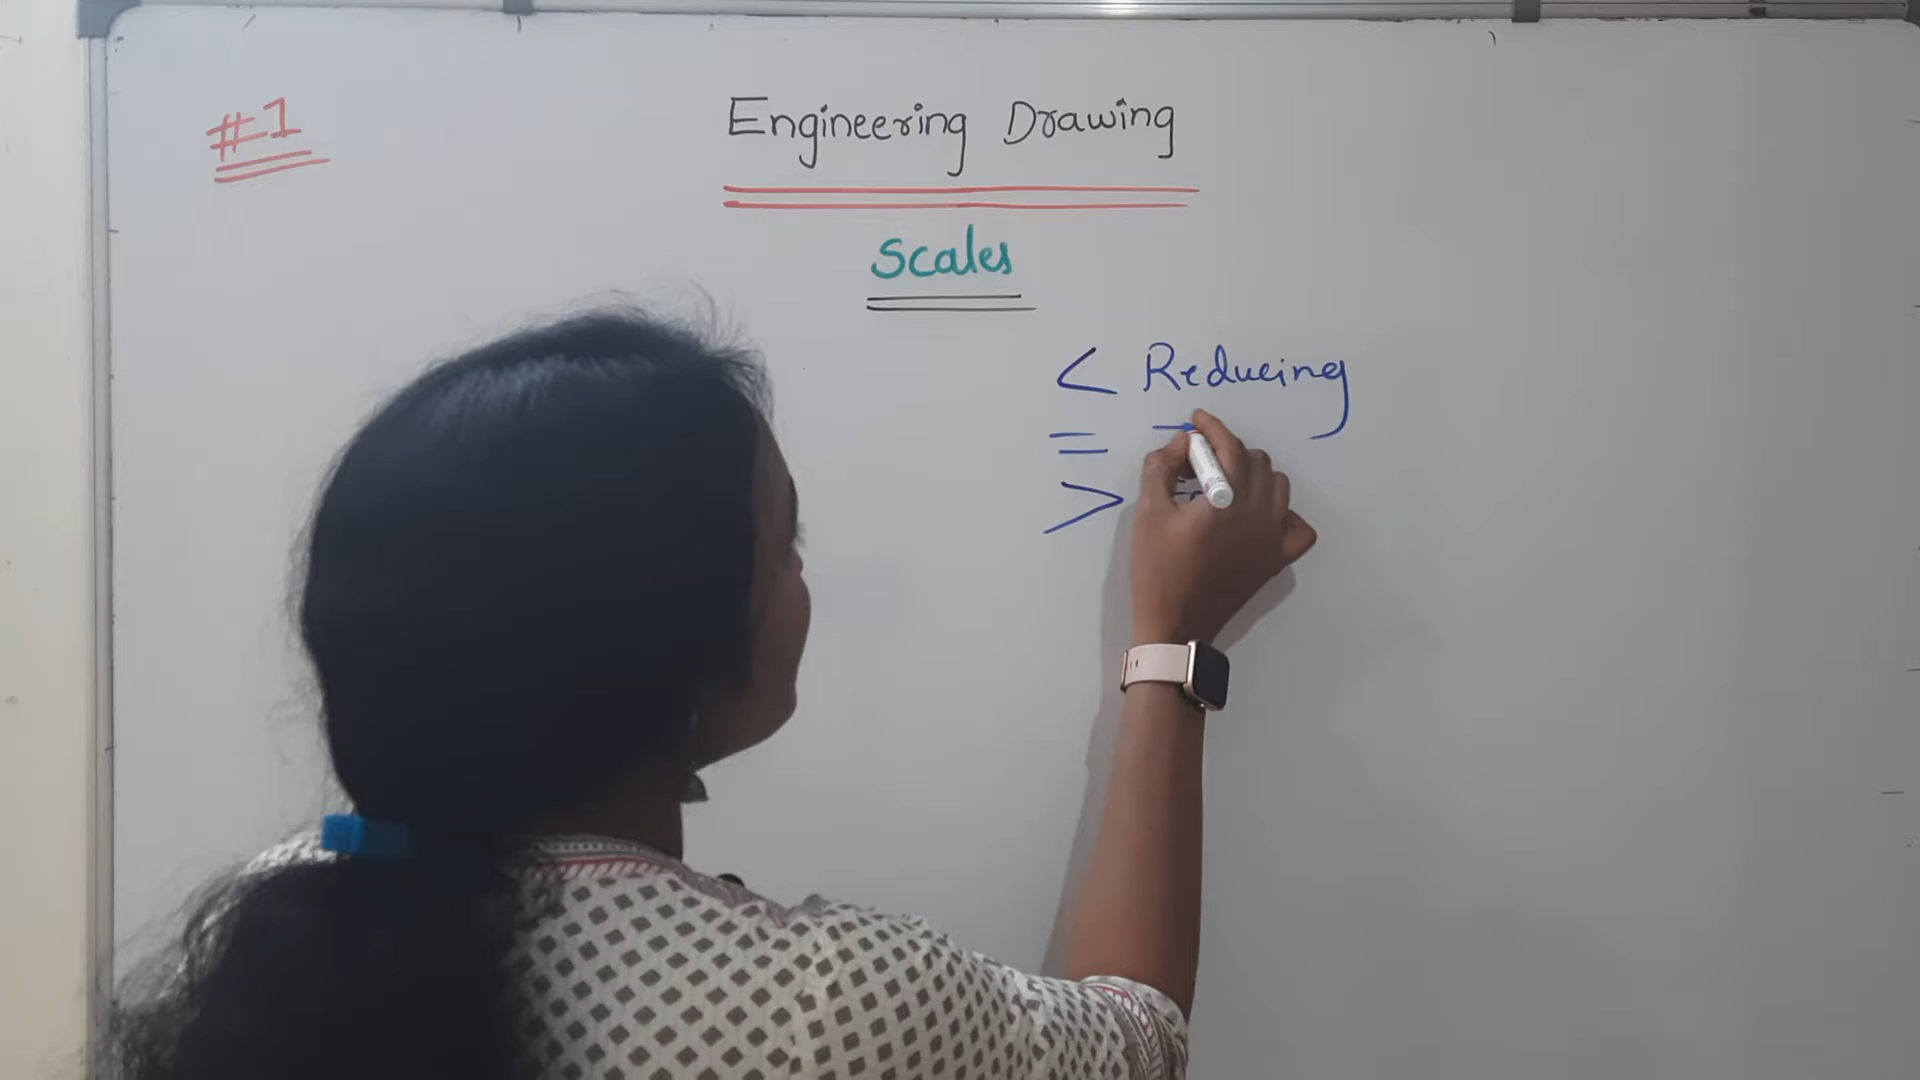 #1
Engineering Drawing
Scales
< Reducing
=
>